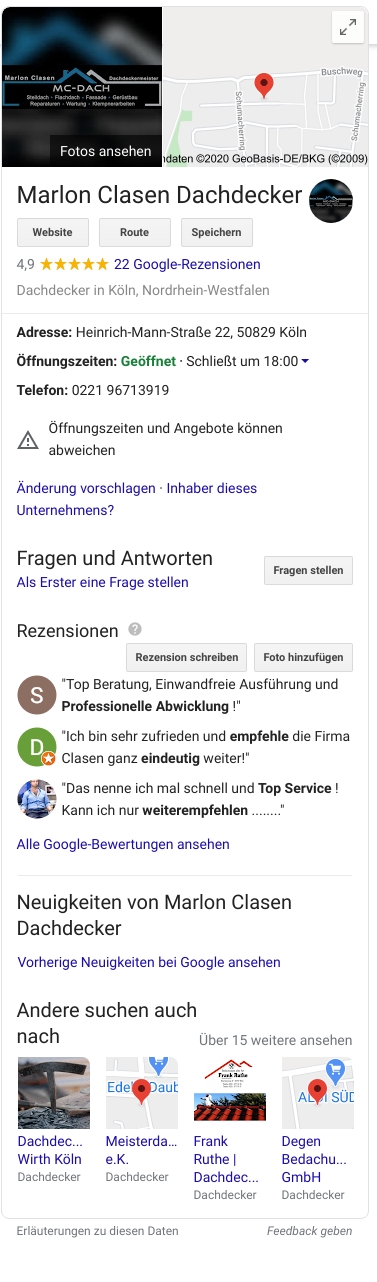 Marlon Clasen
Dachdeckermeister
MC-DACH
Steildach - Flachdach - Fassade - Gerüstbau
Reparaturen - Wartung - Klempnerarbeiten
Fotos ansehen
Buschweg
Schumacherring
Schumacherring
ndaten ©2020 GeoBasis-DE/BKG (©2009)
Marlon Clasen Dachdecker
Website Route Speichern
4,9 22 Google-Rezensionen
Dachdecker in Köln, Nordrhein-Westfalen
Adresse: Heinrich-Mann-Straße 22, 50829 Köln
Öffnungszeiten: Geöffnet · Schließt um 18:00
Telefon: 0221 96713919
Öffnungszeiten und Angebote können
abweichen
Änderung vorschlagen · Inhaber dieses
Unternehmens?
Fragen und Antworten
Als Erster eine Frage stellen
Fragen stellen
Rezensionen ?
Rezension schreiben Foto hinzufügen
S
"Top Beratung, Einwandfreie Ausführung und
Professionelle Abwicklung !"
D
"Ich bin sehr zufrieden und empfehle die Firma
Clasen ganz eindeutig weiter!"
"Das nenne ich mal schnell und Top Service !
Kann ich nur weiterempfehlen ........"
Alle Google-Bewertungen ansehen
Neuigkeiten von Marlon Clasen
Dachdecker
Vorherige Neuigkeiten bei Google ansehen
Andere suchen auch
nach
Über 15 weitere ansehen
Frank Ruthe
Dachdec...
Wirth Köln
Dachdecker
Meisterda...
e.K.
Dachdecker
Frank
Ruthe |
Dachdec...
Dachdecker
Degen
Bedachu...
GmbH
Dachdecker
Erläuterungen zu diesen Daten
Feedback geben